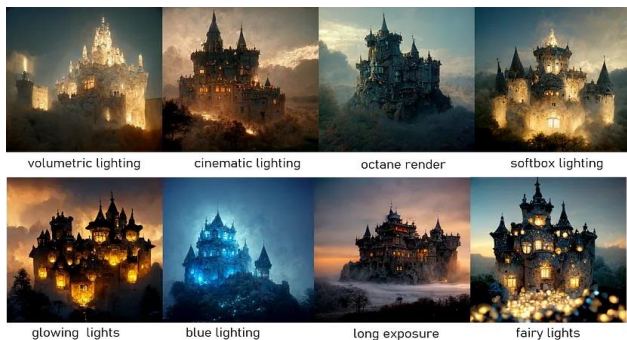 volumetric lighting
cinematic lighting
octane render
softbox lighting
glowing lights
blue lighting
long exposure
fairy lights